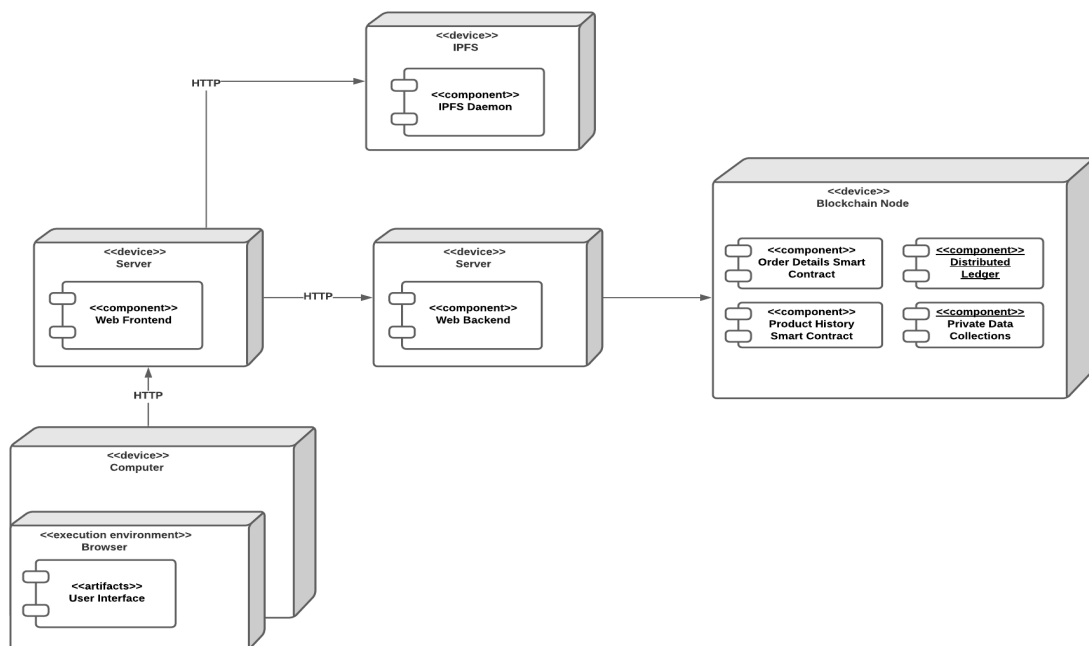 <<device>>
IPFS
<<component>>
IPFS Daemon
HTTP
<<device>>
Server
<<component>>
Web Frontend
HTTP
<<device>>
Server
<<component>>
Web Backend
<<device>>
Blockchain Node
<<component>>
Order Details Smart
Contract
<<component>>
Distributed
Ledger
<<component>>
Product History
Smart Contract
<<component>>
Private Data
Collections
HTTP
<<device>>
Computer
<<execution environment>>
Browser
<<artifacts>>
User Interface